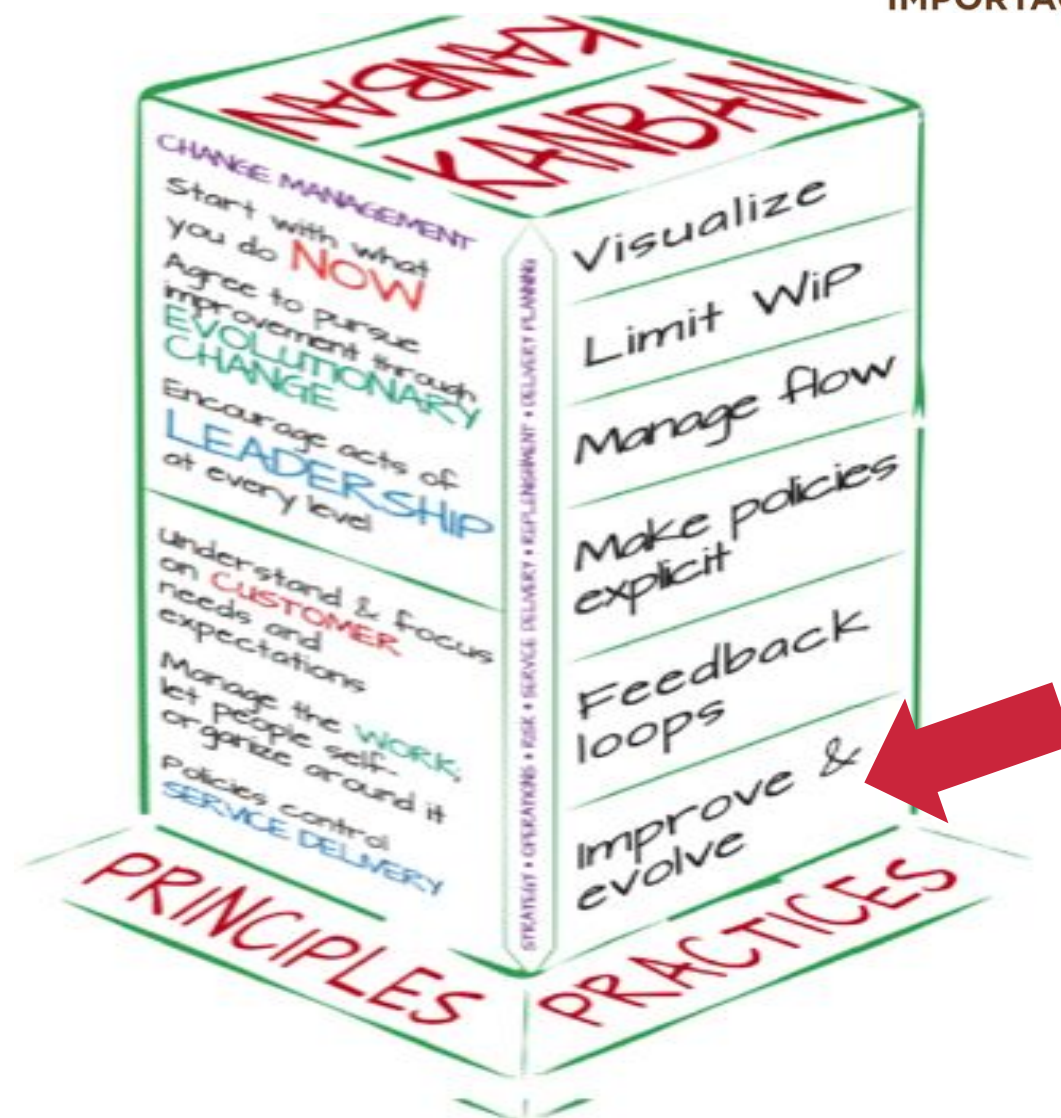 IMPORTA
KANBAN
KANBAN
CHANGE MANAGEMENT
Start with what
you do NOW
Agree to pursue
improvement through
EVOLUTIONARY
CHANGE
Encourage acts of
LEADERSHIP
at every level
Understand & focus
on CUSTOMER
needs and
expectations
Manage the WORK;
let people self-
organize around it
Policies control
SERVICE DELIVERY
STRATEGY • OPERATIONS • RISK • SERVICE DELIVERY • REPLENISHMENT • DELIVERY PLANNING
Visualize
Limit WiP
Manage flow
Make policies
explicit
Feedback
loops
Improve &
evolve
PRINCIPLES
PRACTICES